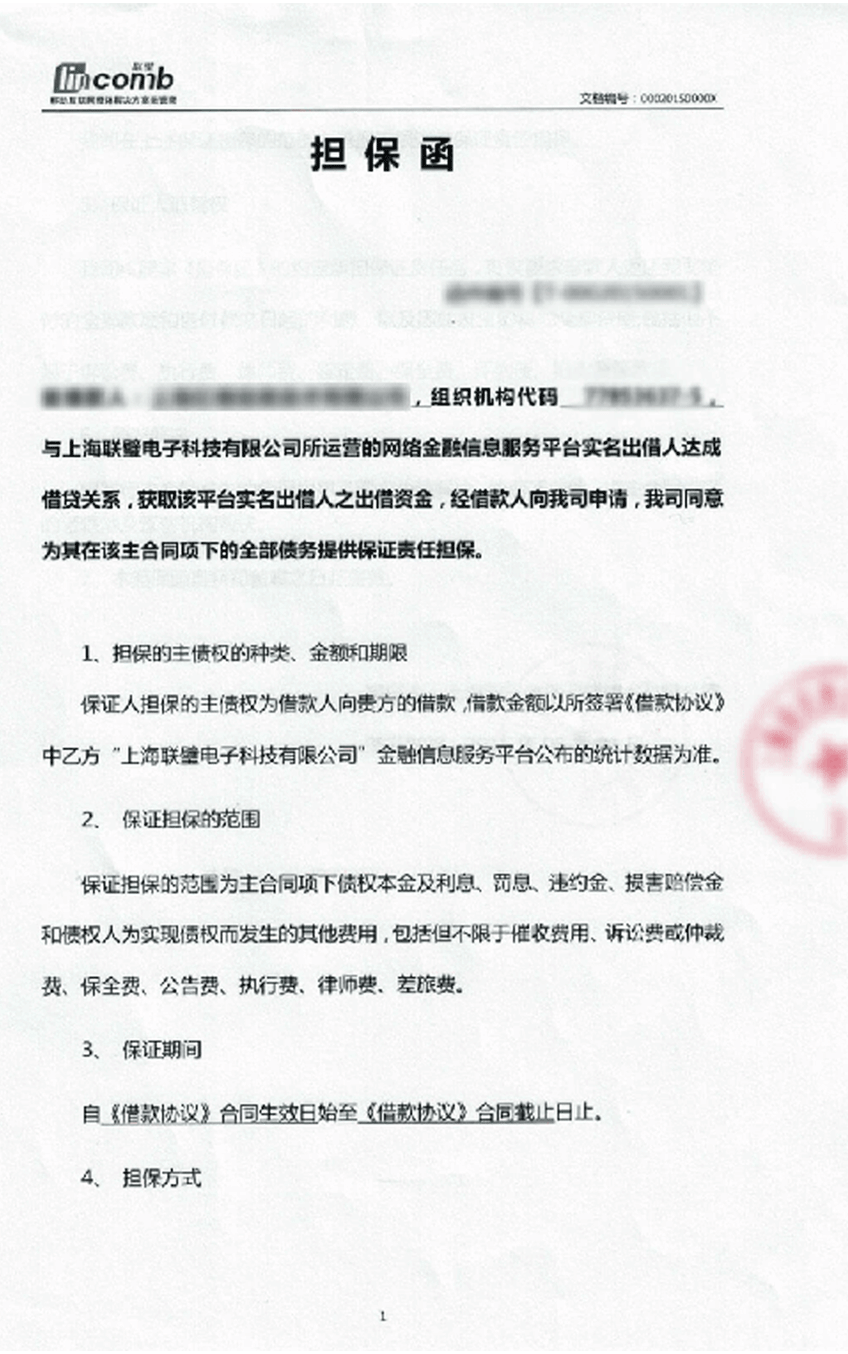 联璧
lincomb
文档编号：00020150000X
担保函
，组织机构代码 77853637-5，
与上海联璧电子科技有限公司所运营的网络金融信息服务平台实名出借人达成
借贷关系，获取该平台实名出借人之出借资金，经借款人向我司申请，我司同意
为其在该主合同项下的全部债务提供保证责任担保。
1、担保的主债权的种类、金额和期限
保证人担保的主债权为借款人向贵方的借款，借款金额以所签署《借款协议》
中乙方“上海联璧电子科技有限公司”金融信息服务平台公布的统计数据为准。
2、 保证担保的范围
保证担保的范围为主合同项下债权本金及利息、罚息、违约金、损害赔偿金
和债权人为实现债权而发生的其他费用，包括但不限于催收费用、诉讼费或仲裁
费、保全费、公告费、执行费、律师费、差旅费。
3、 保证期间
自《借款协议》合同生效日始至《借款协议》合同截止日止。
4、 担保方式
1